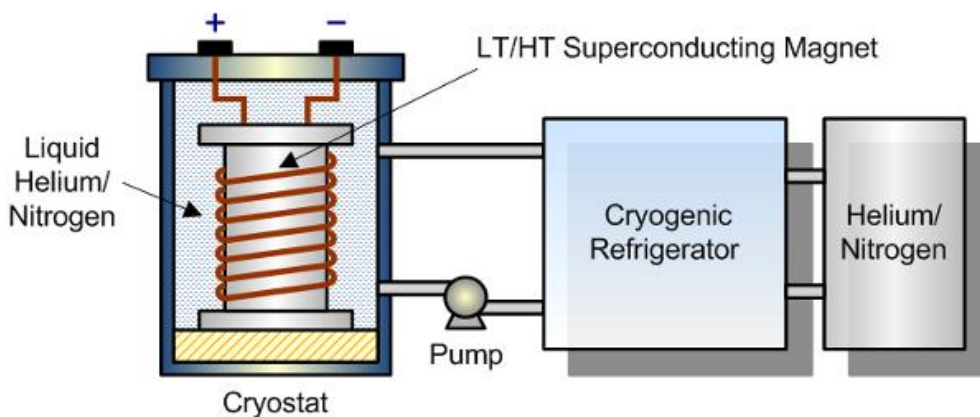 +
−
LT/HT Superconducting Magnet
Liquid
Helium/
Nitrogen
Cryogenic
Refrigerator
Helium/
Nitrogen
Pump
Cryostat